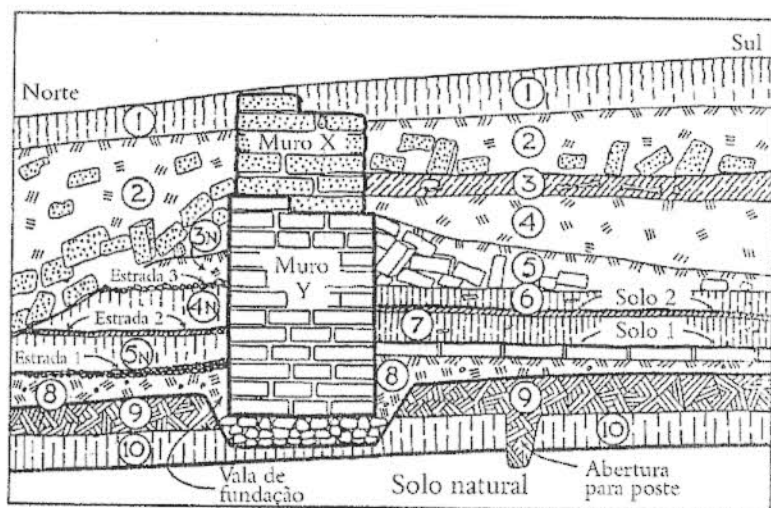 Norte
Sul
1
1
2
2
Muro X
3
3N
4
Muro
Y
5
Estrada 3
4N
6
Solo 2
Estrada 2
7
Solo 1
Estrada 1
5N
8
8
9
9
10
10
Vala de
fundação
Solo natural
Abertura
para poste